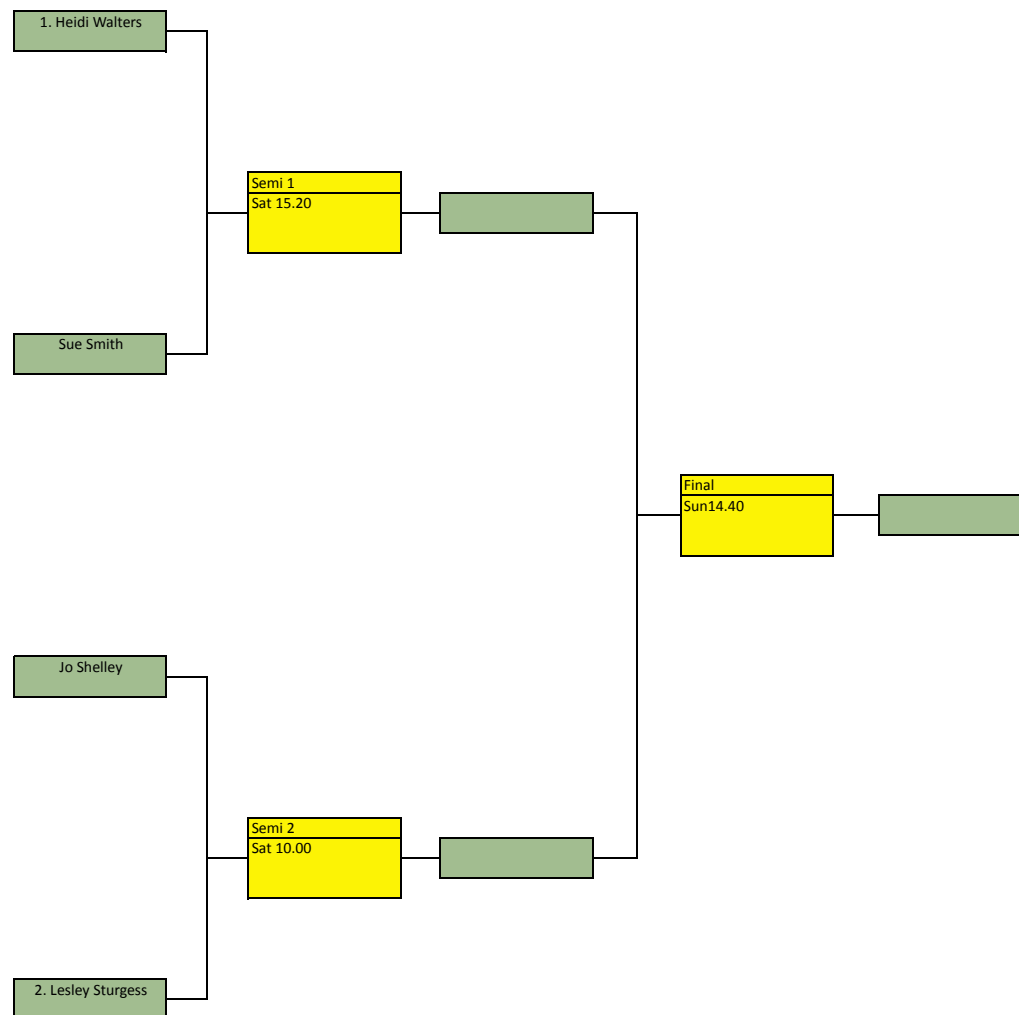 1. Heidi Walters
Semi 1
Sat 15.20
Sue Smith
Final
Sun14.40
Jo Shelley
Semi 2
Sat 10.00
2. Lesley Sturgess